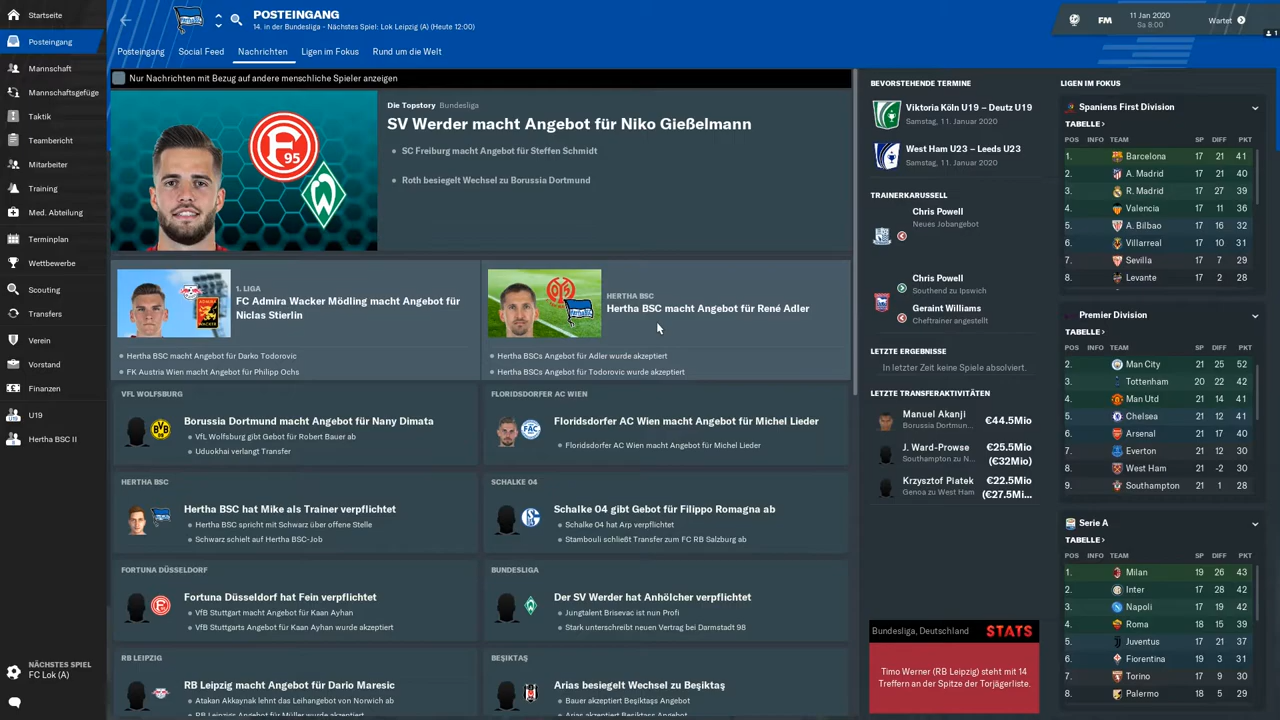 Startseite
Posteingang
Mannschaft
Mannschaftsgefüge
Taktik
Teambericht
Mitarbeiter
Training
Med. Abteilung
Terminplan
Wettbewerbe
Scouting
Transfers
Verein
Vorstand
Finanzen
U19
Hertha BSC II
NÄCHSTES SPIEL
FC Lok (A)
POSTEINGANG
14. in der Bundesliga - Nächstes Spiel: Lok Leipzig (A) (Heute 12:00)
FM
11 Jan 2020
Sa 8:00
Wartet
1
Posteingang Social Feed Nachrichten Ligen im Fokus Rund um die Welt
Nur Nachrichten mit Bezug auf andere menschliche Spieler anzeigen
F95
W
Die Topstory Bundesliga
SV Werder macht Angebot für Niko Gießelmann
SC Freiburg macht Angebot für Steffen Schmidt
Roth besiegelt Wechsel zu Borussia Dortmund
1. LIGA
FC Admira Wacker Mödling macht Angebot für
Niclas Stierlin
Hertha BSC macht Angebot für Darko Todorovic
FK Austria Wien macht Angebot für Philipp Ochs
HERTHA BSC
Hertha BSC macht Angebot für René Adler
Hertha BSCs Angebot für Adler wurde akzeptiert
Hertha BSCs Angebot für Todorovic wurde akzeptiert
VFL WOLFSBURG
Borussia Dortmund macht Angebot für Nany Dimata
VfL Wolfsburg gibt Gebot für Robert Bauer ab
Uduokhai verlangt Transfer
FLORIDSDORFER AC WIEN
Floridsdorfer AC Wien macht Angebot für Michel Lieder
Floridsdorfer AC Wien macht Angebot für Michel Lieder
HERTHA BSC
Hertha BSC hat Mike als Trainer verpflichtet
Hertha BSC spricht mit Schwarz über offene Stelle
Schwarz schielt auf Hertha BSC-Job
SCHALKE 04
Schalke 04 gibt Gebot für Filippo Romagna ab
Schalke 04 hat Arp verpflichtet
Stambouli schließt Transfer zum FC RB Salzburg ab
FORTUNA DÜSSELDORF
Fortuna Düsseldorf hat Fein verpflichtet
VfB Stuttgart macht Angebot für Kaan Ayhan
VfB Stuttgarts Angebot für Kaan Ayhan wurde akzeptiert
BUNDESLIGA
Der SV Werder hat Anhölcher verpflichtet
Jungtalent Brisevac ist nun Profi
Stark unterschreibt neuen Vertrag bei Darmstadt 98
RB LEIPZIG
RB Leipzig macht Angebot für Dario Maresic
Atakan Akkaynak lehnt das Leihangebot von Norwich ab
RB Leipzigs Angebot für Müller wurde akzeptiert
BEŞIKTAŞ
Arias besiegelt Wechsel zu Beşiktaş
Bauer akzeptiert Beşiktaşs Angebot
Arias akzeptiert Beşiktaşs Angebot
BEVORSTEHENDE TERMINE
Viktoria Köln U19 – Deutz U19
Samstag, 11. Januar 2020
West Ham U23 – Leeds U23
Samstag, 11. Januar 2020
TRAINERKARUSSELL
Chris Powell
Neues Jobangebot
Chris Powell
Southend zu Ipswich
Geraint Williams
Cheftrainer angestellt
LETZTE ERGEBNISSE
In letzter Zeit keine Spiele absolviert.
LETZTE TRANSFERAKTIVITÄTEN
Manuel Akanji €44.5Mio
Borussia Dortmun...
J. Ward-Prowse €25.5Mio
Southampton zu N... (€32Mio)
Krzysztof Piatek €22.5Mio
Genoa zu West Ham (€27.5Mi...
Bundesliga, Deutschland STATS
Timo Werner (RB Leipzig) steht mit 14
Treffern an der Spitze der Torjägerliste.
LIGEN IM FOKUS
Spaniens First Division
TABELLE >
POS INFO TEAM SP DIFF PKT
1. Barcelona 17 21 41
2. A. Madrid 17 21 40
3. R. Madrid 17 27 39
4. Valencia 17 11 36
5. A. Bilbao 17 16 32
6. Villarreal 17 10 31
7. Sevilla 17 7 29
8. Levante 17 2 28
Premier Division
TABELLE >
POS INFO TEAM SP DIFF PKT
2. Man City 21 25 52
3. Tottenham 20 22 42
4. Man Utd 21 14 41
5. Chelsea 21 12 41
6. Arsenal 21 17 40
7. Everton 21 12 30
8. West Ham 21 -2 30
9. Southampton 21 1 28
Serie A
TABELLE >
POS INFO TEAM SP DIFF PKT
1. Milan 19 26 43
2. Inter 17 28 42
3. Napoli 17 19 42
4. Roma 18 15 39
5. Juventus 17 21 37
6. Fiorentina 19 3 31
7. Torino 17 9 30
8. Palermo 18 5 29